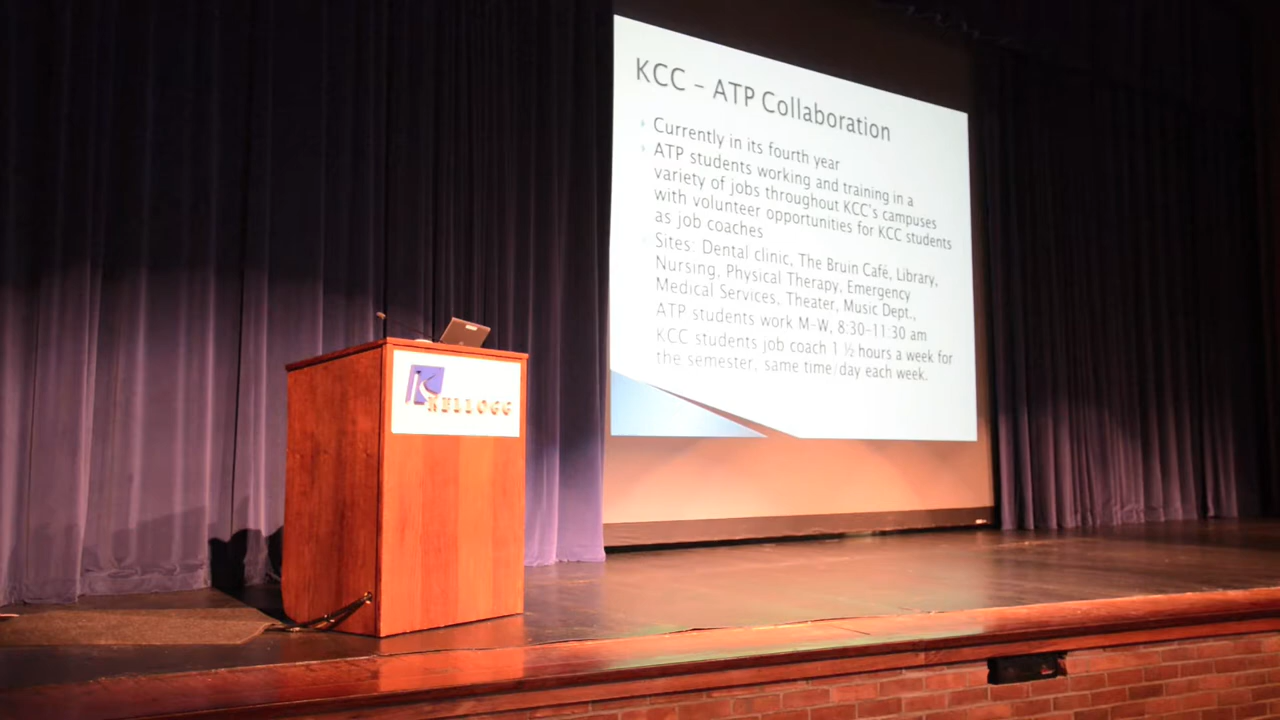 KCC - ATP Collaboration
Currently in its fourth year
ATP students working and training in a
variety of jobs throughout KCC's campuses
with volunteer opportunities for KCC students
as job coaches
Sites: Dental clinic, The Bruin Café, Library,
Nursing, Physical Therapy, Emergency
Medical Services, Theater, Music Dept.,
ATP students work M-W, 8:30-11:30 am
KCC students job coach 1 ½ hours a week for
the semester, same time/day each week.
K
KELLOGG